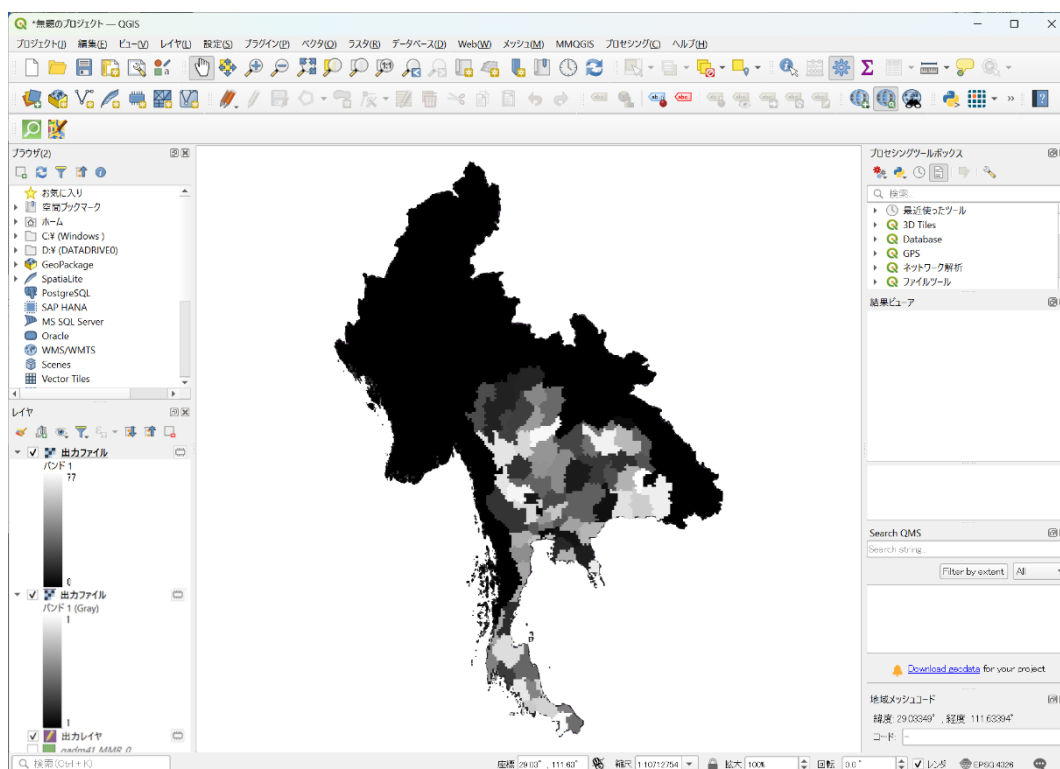 *無題のプロジェクト — QGIS
プロジェクト(J) 編集(E) ビュー(V) レイヤ(L) 設定(S) プラグイン(P) ベクタ(O) ラスタ(R) データベース(D) Web(W) メッシュ(M) MMQGIS プロセシング(C) ヘルプ(H)
ブラウザ(2)
お気に入り
空間ブックマーク
ホーム
C:¥ (Windows )
D:¥ (DATADRIVE0)
GeoPackage
SpatiaLite
PostgreSQL
SAP HANA
MS SQL Server
Oracle
WMS/WMTS
Scenes
Vector Tiles
レイヤ
出力ファイル
バンド 1
77
0
出力ファイル
バンド 1 (Gray)
1
1
出力レイヤ
gadm41_MMR_0
検索(Ctrl + K)
プロセシングツールボックス
検索...
最近使ったツール
3D Tiles
Database
GPS
ネットワーク解析
ファイルツール
結果ビューア
Search QMS
Search string...
Filter by extent All
Download geodata for your project
地域メッシュコード
緯度: 29.03349° , 経度: 111.63394°
コード: -
座標 29.03° , 111.63° 縮尺 1:10712754 拡大 100% 回転 0.0° レンダ EPSG:4326